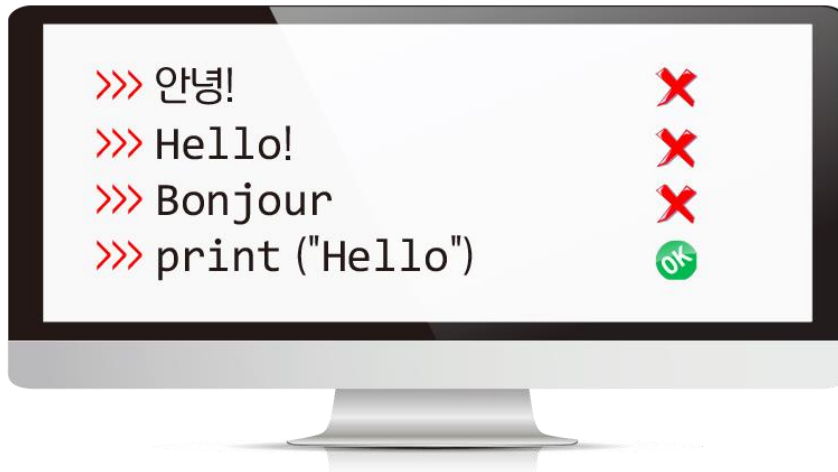 >>> 안녕!
>>> Hello!
>>> Bonjour
>>> print ("Hello")
OK